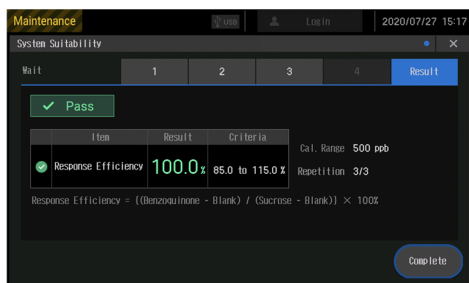 Maintenance USB Login 2020/07/27 15:17
System Suitability
Wait 1 2 3 4 Result
Pass
Item Result Criteria
Response Efficiency 100.0 % 85.0 to 115.0 %
Cal. Range 500 ppb
Repetition 3/3
Response Efficiency = {(Benzoquinone - Blank) / (Sucrose - Blank)} × 100%
Complete